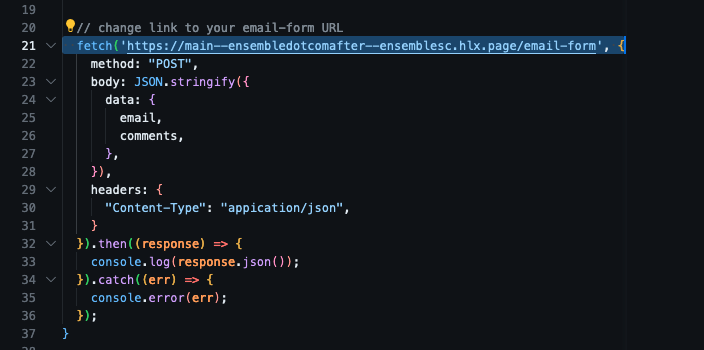 19
20 // change link to your email-form URL
21 fetch('https://main--ensembledotcomafter--ensemblesc.hlx.page/email-form', {
22 method: "POST",
23 body: JSON.stringify({
24 data: {
25 email,
26 comments,
27 },
28 }),
29 headers: {
30 "Content-Type": "appication/json",
31 }
32 }).then((response) => {
33 console.log(response.json());
34 }).catch((err) => {
35 console.error(err);
36 });
37 }